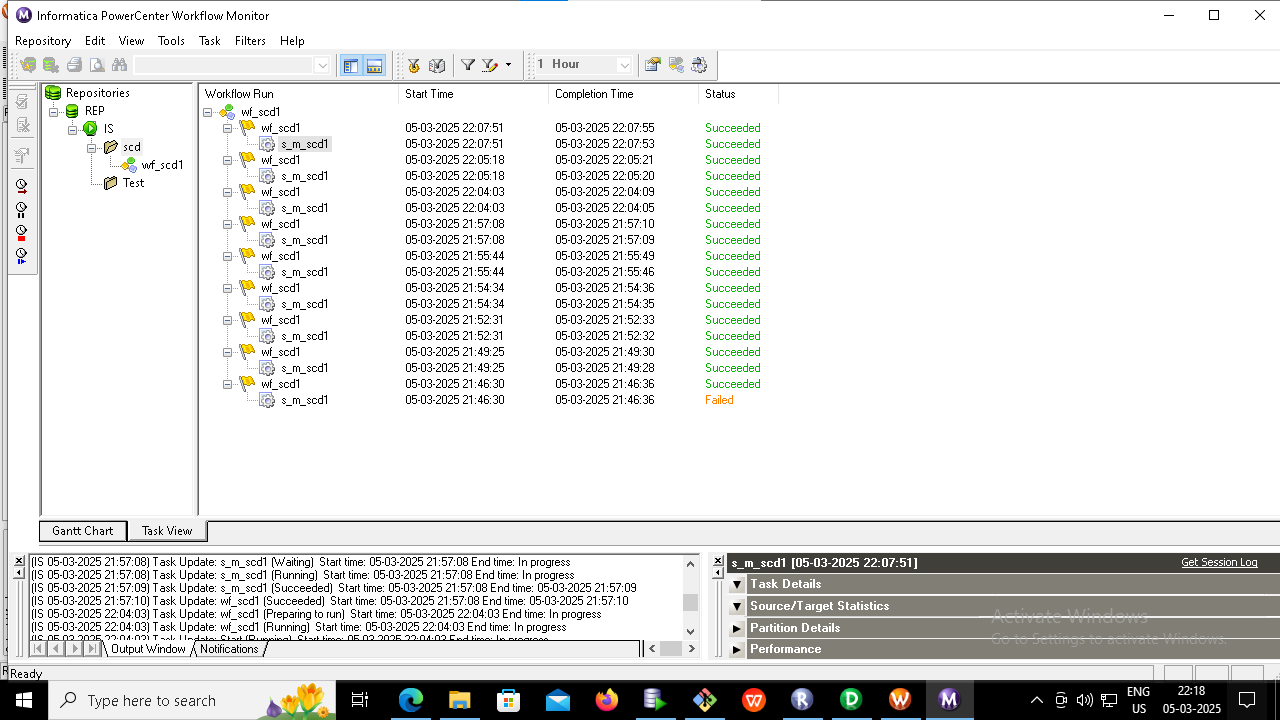 Informatica PowerCenter Workflow Monitor
Repository Edit View Tools Task Filters Help
1 Hour
Repositories
REP
IS
scd
wf_scd1
Test
Workflow Run Start Time Completion Time Status
wf_scd1
wf_scd1 05-03-2025 22:07:51 05-03-2025 22:07:55 Succeeded
s_m_scd1 05-03-2025 22:07:51 05-03-2025 22:07:53 Succeeded
wf_scd1 05-03-2025 22:05:18 05-03-2025 22:05:21 Succeeded
s_m_scd1 05-03-2025 22:05:18 05-03-2025 22:05:20 Succeeded
wf_scd1 05-03-2025 22:04:03 05-03-2025 22:04:09 Succeeded
s_m_scd1 05-03-2025 22:04:03 05-03-2025 22:04:05 Succeeded
wf_scd1 05-03-2025 21:57:08 05-03-2025 21:57:10 Succeeded
s_m_scd1 05-03-2025 21:57:08 05-03-2025 21:57:09 Succeeded
wf_scd1 05-03-2025 21:55:44 05-03-2025 21:55:49 Succeeded
s_m_scd1 05-03-2025 21:55:44 05-03-2025 21:55:46 Succeeded
wf_scd1 05-03-2025 21:54:34 05-03-2025 21:54:36 Succeeded
s_m_scd1 05-03-2025 21:54:34 05-03-2025 21:54:35 Succeeded
wf_scd1 05-03-2025 21:52:31 05-03-2025 21:52:33 Succeeded
s_m_scd1 05-03-2025 21:52:31 05-03-2025 21:52:32 Succeeded
wf_scd1 05-03-2025 21:49:25 05-03-2025 21:49:30 Succeeded
s_m_scd1 05-03-2025 21:49:25 05-03-2025 21:49:28 Succeeded
wf_scd1 05-03-2025 21:46:30 05-03-2025 21:46:36 Succeeded
s_m_scd1 05-03-2025 21:46:30 05-03-2025 21:46:36 Failed
Gantt Chart Task View
(IS 05-03-2025 21:57:09) Task Update: s_m_scd1 (Waiting) Start time: 05-03-2025 21:57:08 End time: In progress
(IS 05-03-2025 21:57:08) Task Update: s_m_scd1 (Running) Start time: 05-03-2025 21:57:08 End time: In progress
(IS 05-03-2025 21:57:09) Task Update: s_m_scd1 (Succeeded) Start time: 05-03-2025 21:57:08 End time: 05-03-2025 21:57:09
(IS 05-03-2025 21:57:10) Task Update: wf_scd1 (Succeeded) Start time: 05-03-2025 21:57:08 End time: 05-03-2025 21:57:10
(IS 05-03-2025 22:04:03) Task Update: wf_scd1 (Preparing to run) Start time: 05-03-2025 22:04:03 End time: In progress
(IS 05-03-2025 22:04:03) Task Update: wf_scd1 (Running) Start time: 05-03-2025 22:04:03 End time: In progress
(IS 05-03-2025 22:04:03) Task Update: Start (Running) Start time: 05-03-2025 22:04:03 End time: In progress
Output Window Notifications
s_m_scd1 [05-03-2025 22:07:51] Get Session Log
Task Details
Source/Target Statistics
Partition Details
Performance
Activate Windows
Go to Settings to activate Windows.
Ready
Type here to search
ENG
US
22:18
05-03-2025